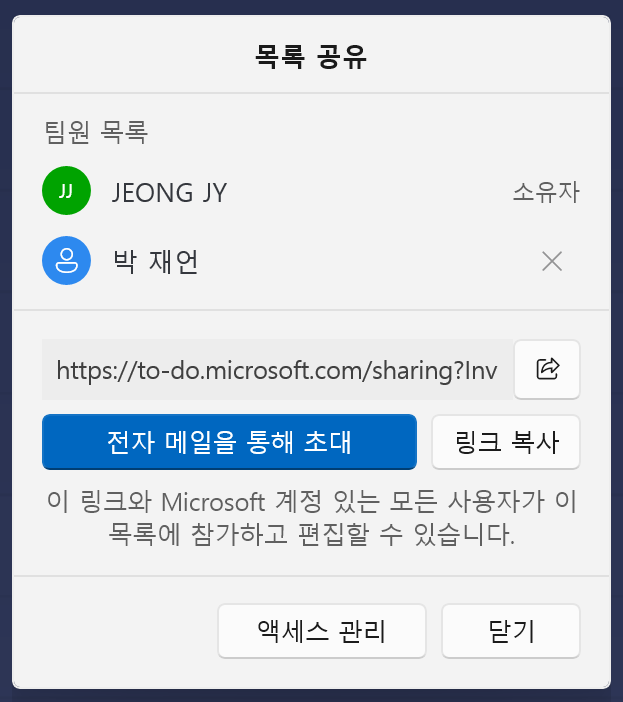 목록 공유
팀원 목록
JJ JEONG JY 소유자
박 재언
https://to-do.microsoft.com/sharing?Inv
전자 메일을 통해 초대 링크 복사
이 링크와 Microsoft 계정 있는 모든 사용자가 이
목록에 참가하고 편집할 수 있습니다.
액세스 관리 닫기